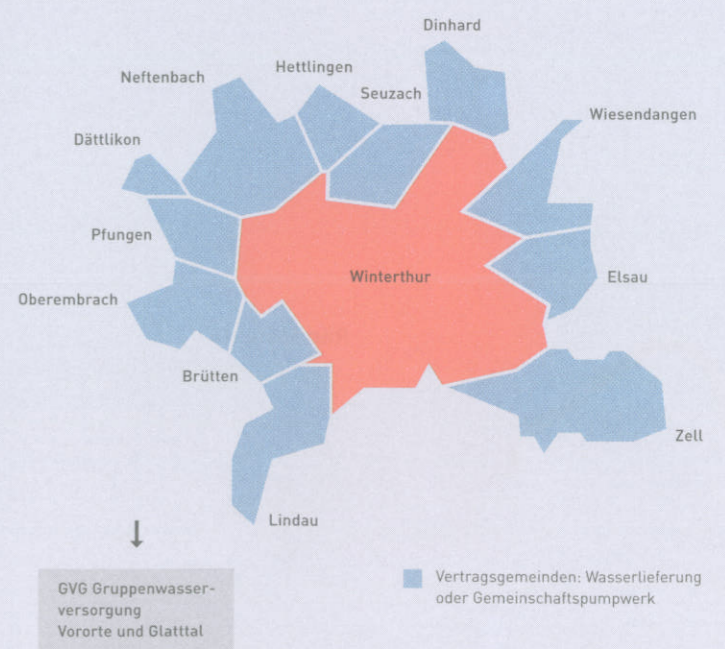 Dinhard
Hettlingen
Neftenbach
Seuzach
Wiesendangen
Dättlikon
Pfungen
Winterthur
Elsau
Oberembrach
Brütten
Zell
Lindau
GVG Gruppenwasser-
versorgung
Vororte und Glatttal
Vertragsgemeinden: Wasserlieferung
oder Gemeinschaftspumpwerk